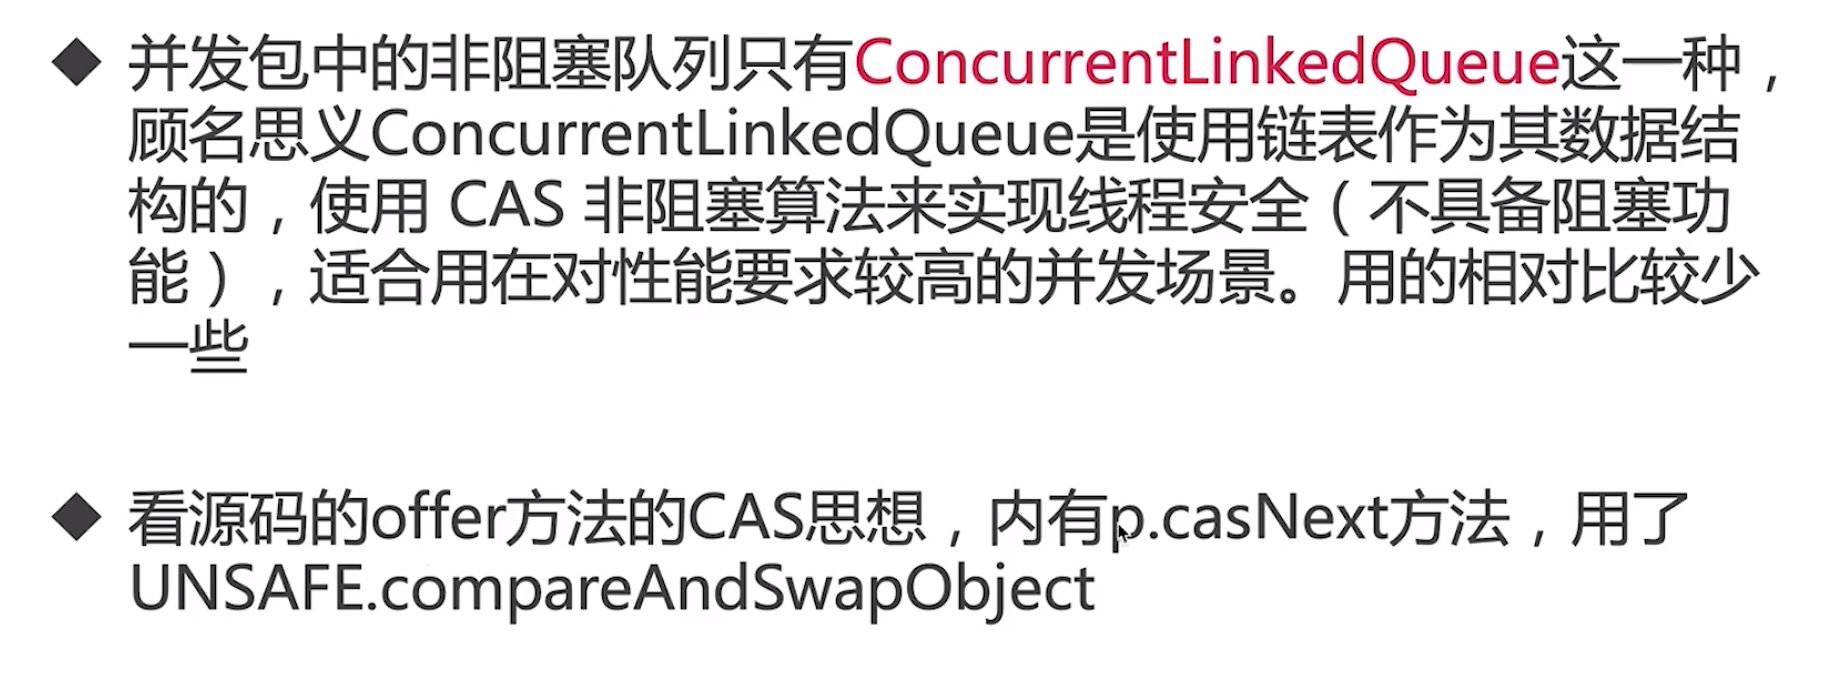 ◆ 并发包中的非阻塞队列只有ConcurrentLinkedQueue这一种，
顾名思义ConcurrentLinkedQueue是使用链表作为其数据结
构的，使用 CAS 非阻塞算法来实现线程安全（不具备阻塞功
能），适合用在对性能要求较高的并发场景。用的相对比较少
一些
◆ 看源码的offer方法的CAS思想，内有p.casNext方法，用了
UNSAFE.compareAndSwapObject